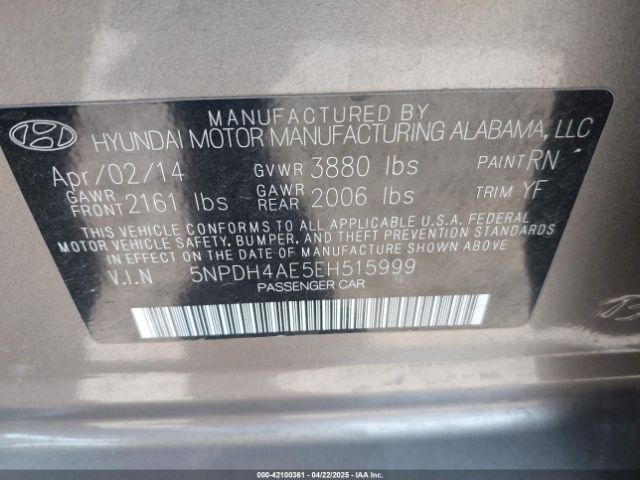 MANUFACTURED BY
HYUNDAI MOTOR MANUFACTURING ALABAMA, LLC
Apr/02/14 GVWR 3880 lbs PAINT RN
GAWR FRONT 2161 lbs GAWR REAR 2006 lbs TRIM YF
THIS VEHICLE CONFORMS TO ALL APPLICABLE U.S.A. FEDERAL
MOTOR VEHICLE SAFETY, BUMPER, AND THEFT PREVENTION STANDARDS
IN EFFECT ON THE DATE OF MANUFACTURE SHOWN ABOVE.
V.I.N 5NPDH4AE5EH515999
PASSENGER CAR
000-42100361 - 04/22/2025 - IAAI.COM